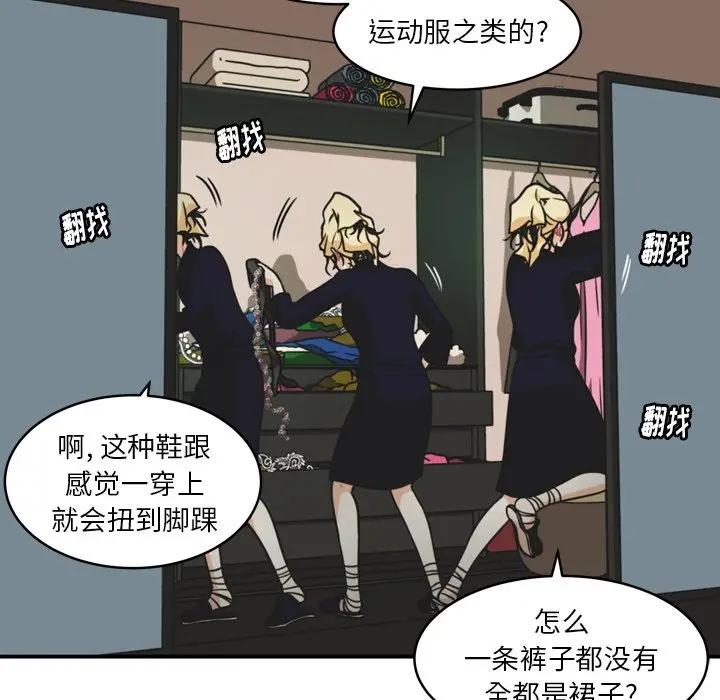 运动服之类的?
翻找
翻找
翻找
翻找
啊, 这种鞋跟
感觉一穿上
就会扭到脚踝
怎么
一条裤子都没有
全都是裙子?